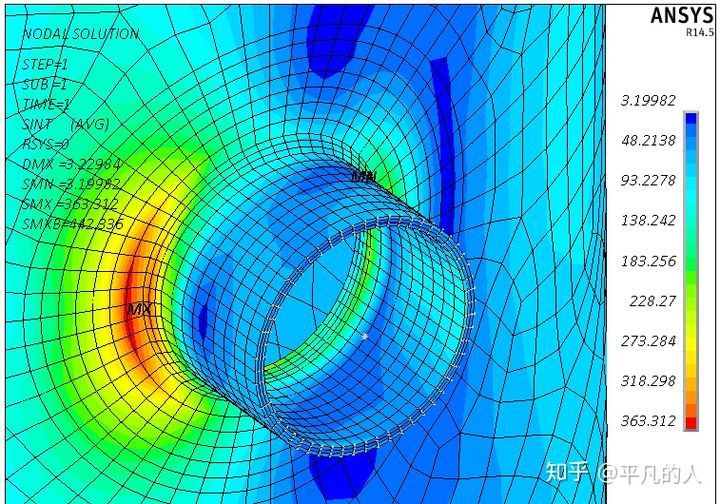 ANSYS
R14.5
NODAL SOLUTION
STEP=1
SUB =1
TIME=1
SINT (AVG)
RSYS=0
DMX =3.22984
SMN =3.19982
SMX =363.312
SMXB=442.336
MN
MX
3.19982
48.2138
93.2278
138.242
183.256
228.27
273.284
318.298
363.312
知乎 @平凡的人